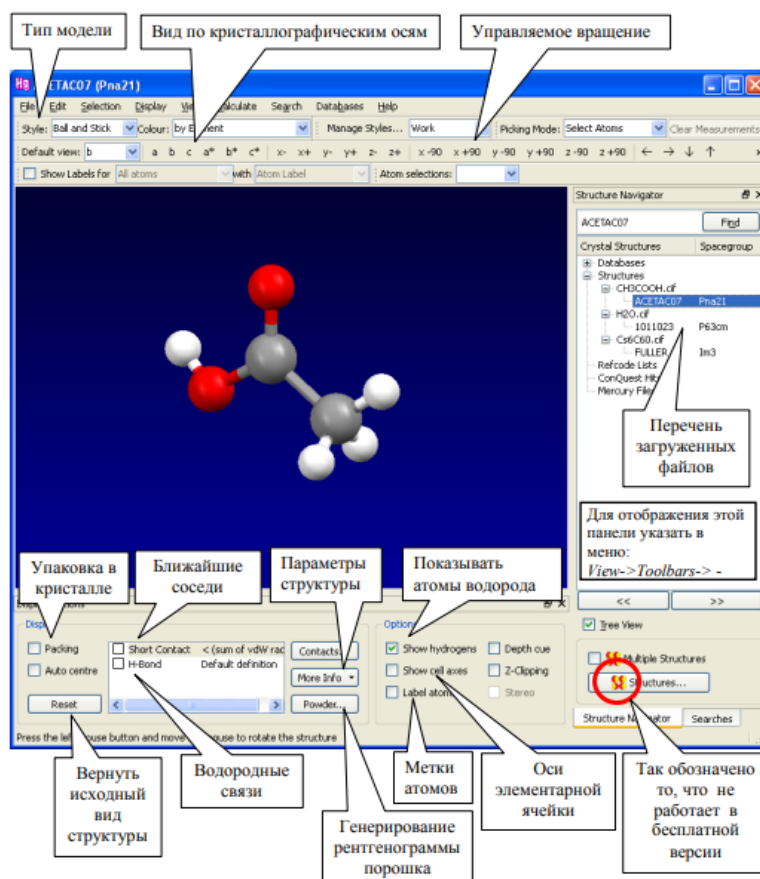 Тип модели
Вид по кристаллографическим осям
Управляемое вращение
ACETAC07 (Pna21)
File Edit Selection Display Calculate Search Databases Help
Style: Ball and Stick Colour: by Element Manage Styles... Work Picking Mode: Select Atoms Clear Measurements
Default view: b a b c a* b* c* x- x+ y- y+ z- z+ x-90 x+90 y-90 y+90 z-90 z+90 ← → ↓ ↑
Show Labels for All atoms with Atom Label Atom selections:
Structure Navigator
ACETAC07 Find
Crystal Structures Spacegroup
Databases
Structures
CH3COOH.cif
ACETAC07 Pna21
H2O.cif
1011023 P63cm
Cs6C60.cif
FULLER Im3
Refcode Lists
ConQuest
Mercury
Перечень
загруженных
файлов
Для отображения этой
панели указать в
меню:
View->Toolbars-> -
<< >>
Tree View
Multiple Structures
Structures...
Structure Navigator Searches
Упаковка в
кристалле
Ближайшие
соседи
Параметры
структуры
Показывать
атомы водорода
Packing
Auto centre
Reset
Short Contact < (sum of vdW rad
H-Bond Default definition
Contacts...
More Info
Powder...
Options
Show hydrogens Depth cue
Show cell axes Z-Clipping
Label atoms Stereo
Press the left mouse button and move mouse to rotate the structure
Вернуть
исходный
вид
структуры
Водородные
связи
Генерирование
рентгенограммы
порошка
Метки
атомов
Оси
элементарной
ячейки
Так обозначено
то, что не
работает в
бесплатной
версии